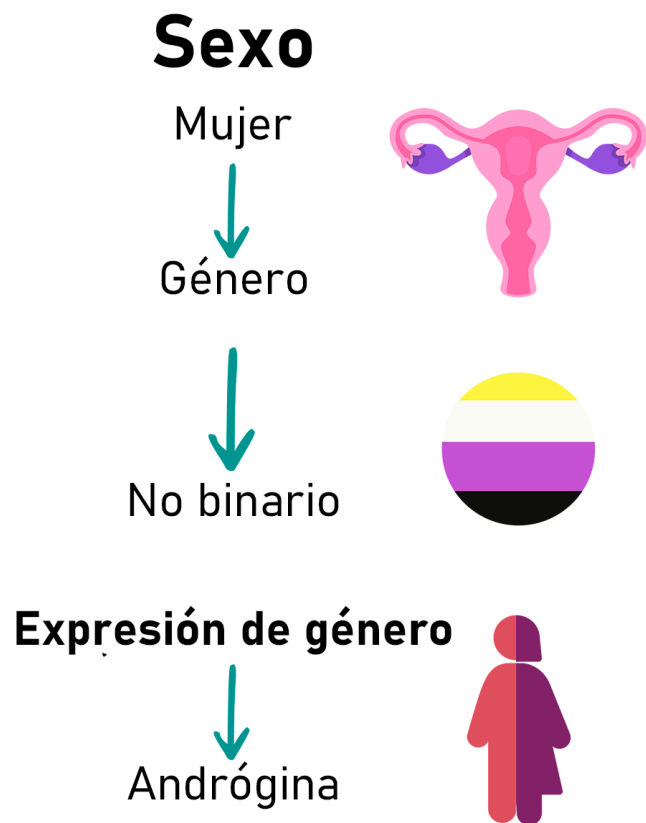 Sexo
Mujer
Género
No binario
Expresión de género
Andrógina